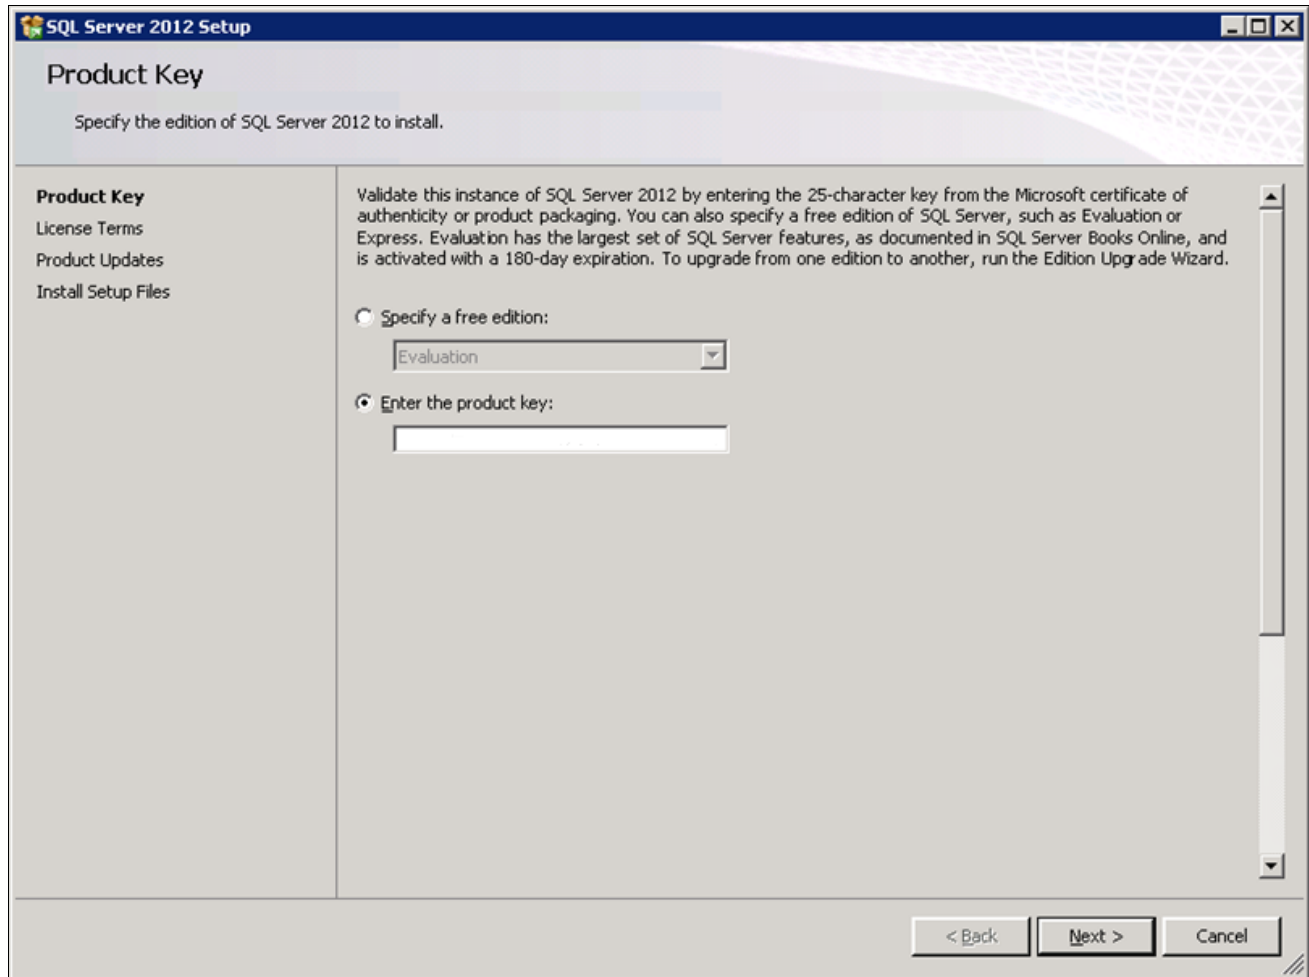 SQL Server 2012 Setup
Product Key
Specify the edition of SQL Server 2012 to install.
Product Key
License Terms
Product Updates
Install Setup Files
Validate this instance of SQL Server 2012 by entering the 25-character key from the Microsoft certificate of
authenticity or product packaging. You can also specify a free edition of SQL Server, such as Evaluation or
Express. Evaluation has the largest set of SQL Server features, as documented in SQL Server Books Online, and
is activated with a 180-day expiration. To upgrade from one edition to another, run the Edition Upgrade Wizard.
Specify a free edition:
Evaluation
Enter the product key:
< Back
Next >
Cancel